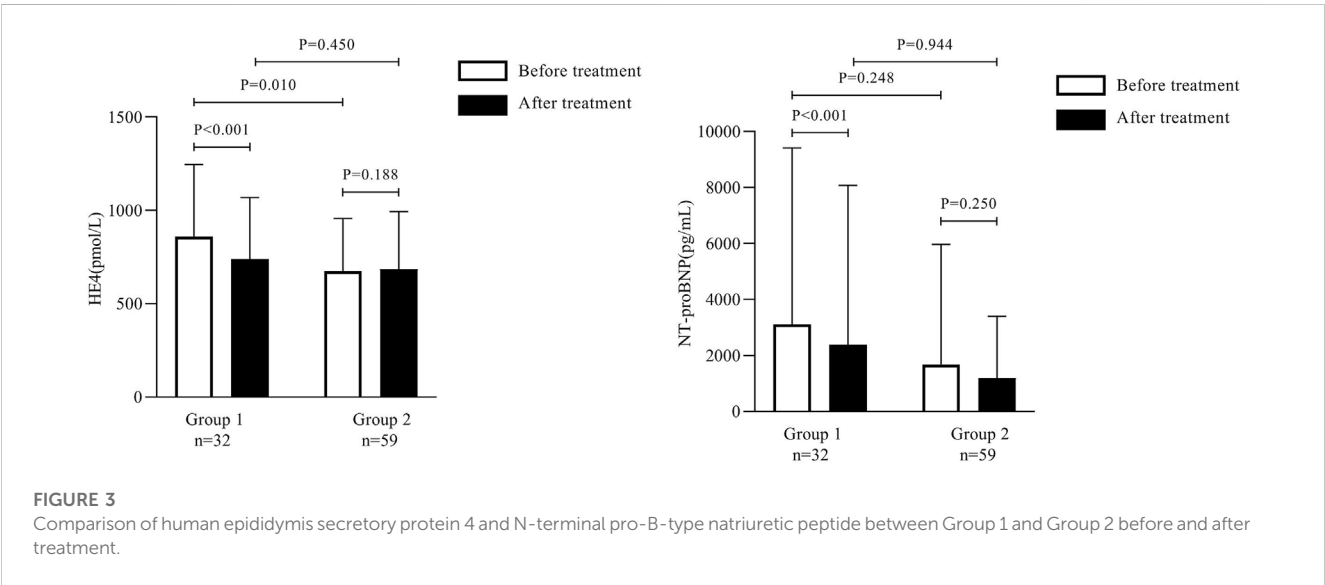 P=0.450
P=0.010
P<0.001
P=0.188
Before treatment
After treatment
1500
1000
500
0
HE4(pmol/L)
Group 1
n=32
Group 2
n=59
P=0.944
P=0.248
P<0.001
P=0.250
Before treatment
After treatment
10000
8000
6000
4000
2000
0
NT-proBNP(pg/mL)
Group 1
n=32
Group 2
n=59
FIGURE 3
Comparison of human epididymis secretory protein 4 and N-terminal pro-B-type natriuretic peptide between Group 1 and Group 2 before and after
treatment.